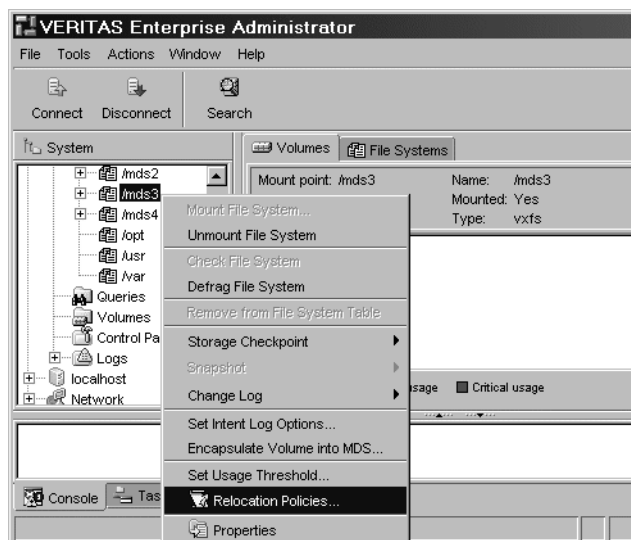 VERITAS Enterprise Administrator
File Tools Actions Window Help
Connect Disconnect Search
System
/mds2
/mds3
/mds4
/opt
/usr
/var
Queries
Volumes
Control Pa
Logs
localhost
Network
Volumes File Systems
Mount point: /mds3 Name: /mds3
Mounted: Yes
Type: vxfs
Mount File System...
Unmount File System
Check File System
Defrag File System
Remove from File System Table
Storage Checkpoint
Snapshot
Change Log
Set Intent Log Options...
Encapsulate Volume into MDS...
Set Usage Threshold...
Relocation Policies...
Properties
usage Critical usage
Console Tas